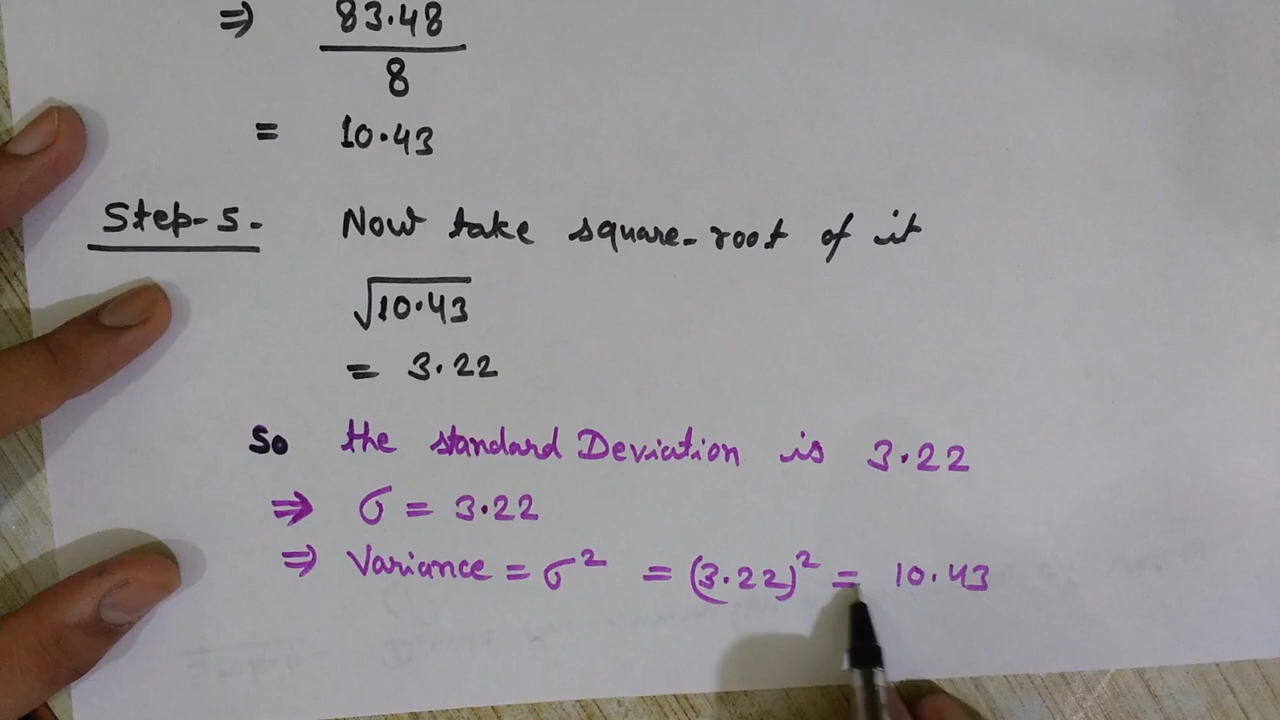 ⇒ 83.48
8
= 10.43
Step-5. Now take square-root of it
√10.43
= 3.22
So the standard Deviation is 3.22
⇒ σ = 3.22
⇒ Variance = σ² = (3.22)² = 10.43